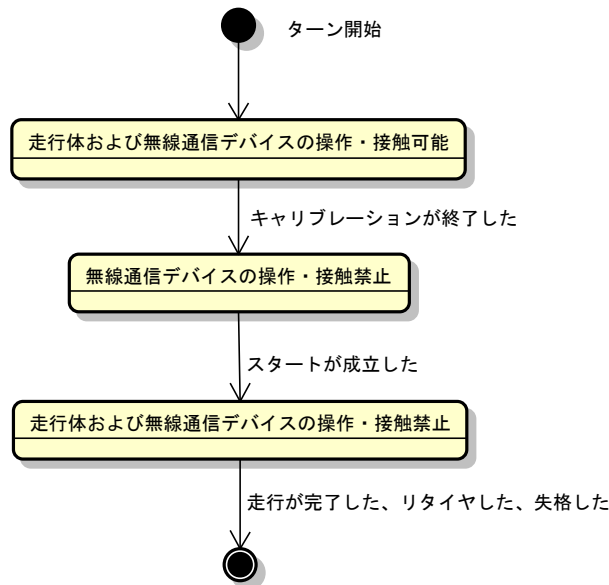 ターン開始
走行体および無線通信デバイスの操作・接触可能
キャリブレーションが終了した
無線通信デバイスの操作・接触禁止
スタートが成立した
走行体および無線通信デバイスの操作・接触禁止
走行が完了した、リタイヤした、失格した